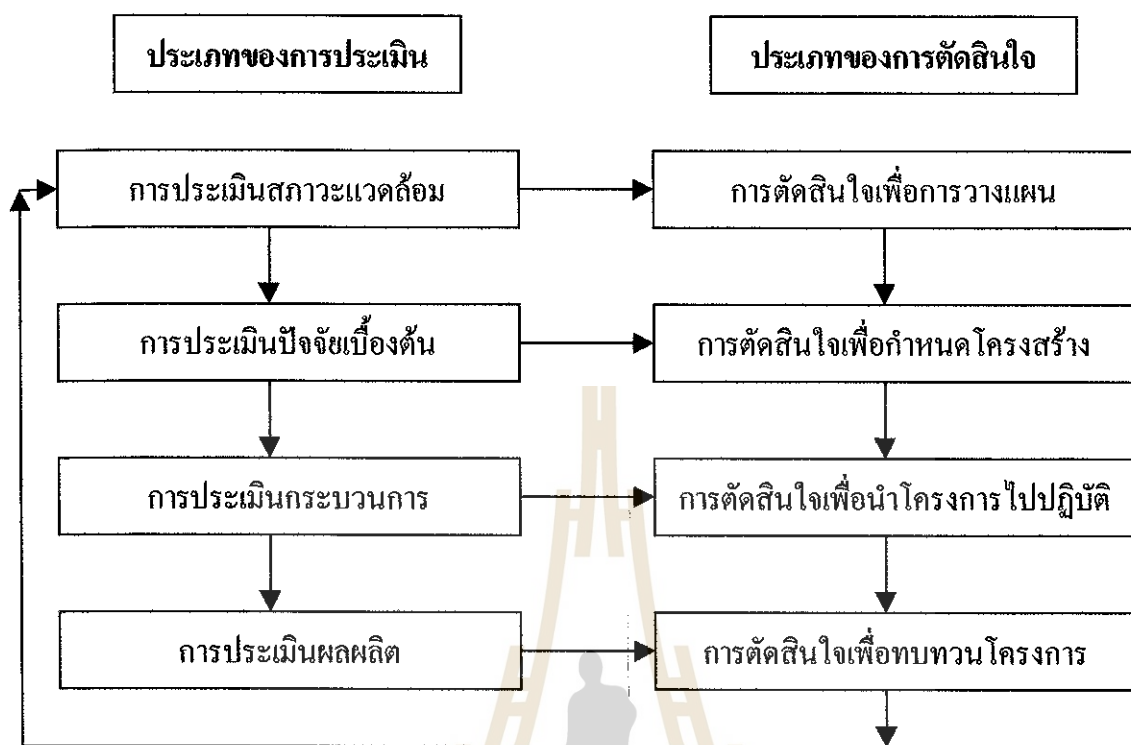 ประเภทของการประเมิน
ประเภทของการตัดสินใจ
การประเมินสภาวะแวดล้อม
การตัดสินใจเพื่อการวางแผน
การประเมินปัจจัยเบื้องต้น
การตัดสินใจเพื่อกำหนดโครงสร้าง
การประเมินกระบวนการ
การตัดสินใจเพื่อนำโครงการไปปฏิบัติ
การประเมินผลผลิต
การตัดสินใจเพื่อทบทวนโครงการ